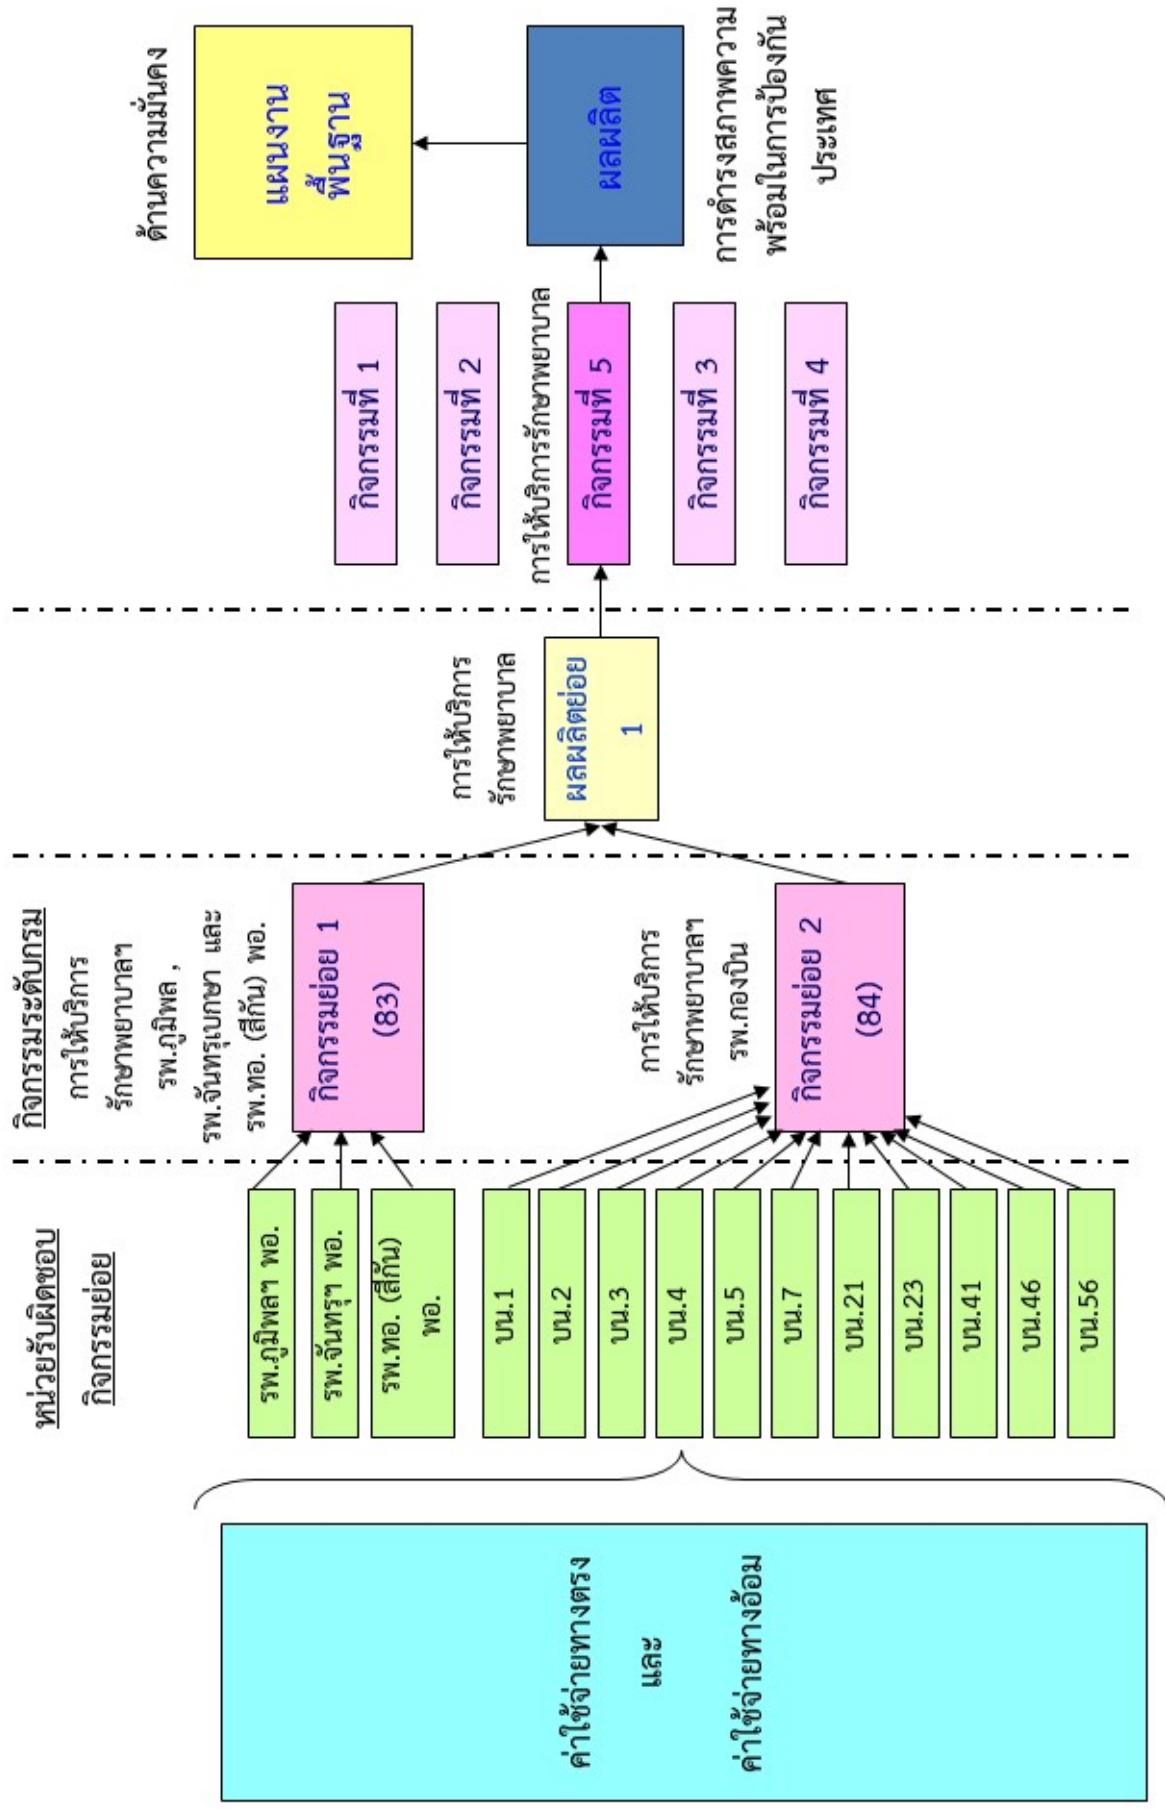 หน่วยรับผิดชอบ
กิจกรรมย่อย
ค่าใช้จ่ายทางตรง
และ
ค่าใช้จ่ายทางอ้อม
รพ.ภูมิพลฯ พอ.
รพ.จันทรุฯ พอ.
รพ.ทอ. (สีกัน)
พอ.
บน.1
บน.2
บน.3
บน.4
บน.5
บน.7
บน.21
บน.23
บน.41
บน.46
บน.56
กิจกรรมระดับกรม
การให้บริการ
รักษาพยาบาลฯ
รพ.ภูมิพล ,
รพ.จันทรุเบกษา และ
รพ.ทอ. (สีกัน) พอ.
กิจกรรมย่อย 1
(83)
การให้บริการ
รักษาพยาบาลฯ
รพ.กองบิน
กิจกรรมย่อย 2
(84)
การให้บริการ
รักษาพยาบาล
ผลผลิตย่อย
1
กิจกรรมที่ 1
กิจกรรมที่ 2
การให้บริการรักษาพยาบาล
กิจกรรมที่ 5
กิจกรรมที่ 3
กิจกรรมที่ 4
ด้านความมั่นคง
แผนงาน
พื้นฐาน
ผลผลิต
การดำรงสภาพความ
พร้อมในการป้องกัน
ประเทศ